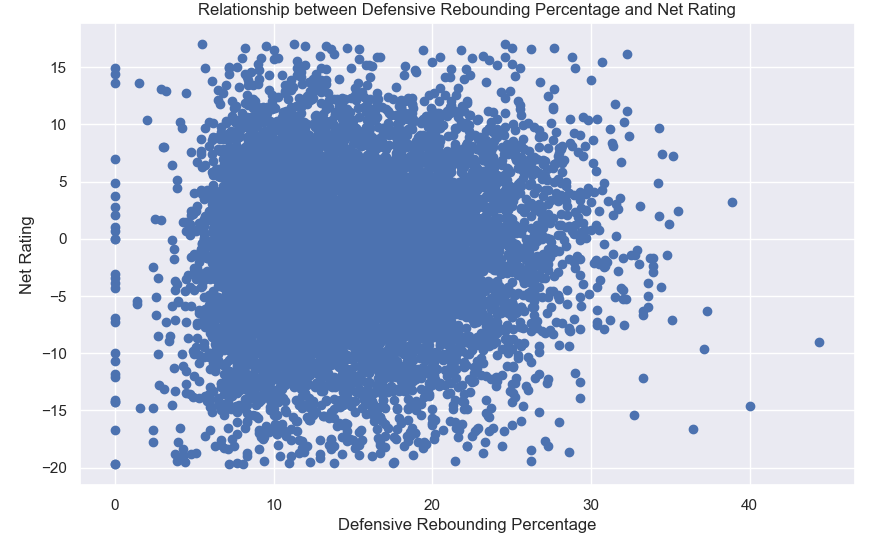 Relationship between Defensive Rebounding Percentage and Net Rating
15
10
5
0
−5
−10
−15
−20
Net Rating
0 10 20 30 40
Defensive Rebounding Percentage